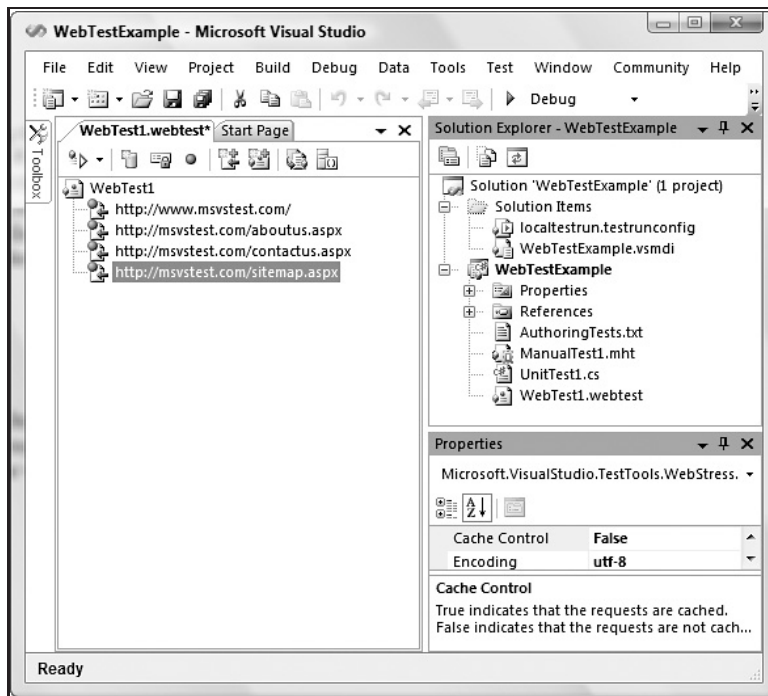 WebTestExample - Microsoft Visual Studio
File Edit View Project Build Debug Data Tools Test Window Community Help
Debug
Toolbox
WebTest1.webtest* Start Page
WebTest1
http://www.msvstest.com/
http://msvstest.com/aboutus.aspx
http://msvstest.com/contactus.aspx
http://msvstest.com/sitemap.aspx
Solution Explorer - WebTestExample
Solution 'WebTestExample' (1 project)
Solution Items
localtestrun.testrunconfig
WebTestExample.vsmdi
WebTestExample
Properties
References
AuthoringTests.txt
ManualTest1.mht
UnitTest1.cs
WebTest1.webtest
Properties
Microsoft.VisualStudio.TestTools.WebStress.
Cache Control False
Encoding utf-8
Cache Control
True indicates that the requests are cached.
False indicates that the requests are not cach...
Ready